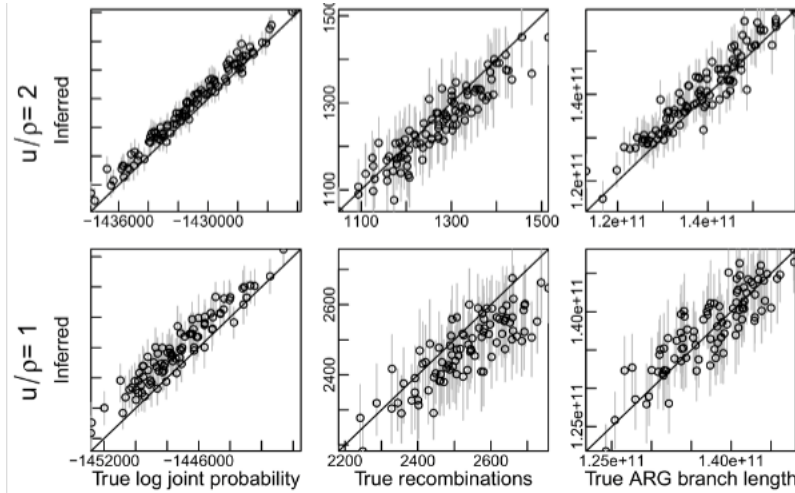 u/ρ= 2
Inferred
−1436000 −1430000
1100 1300 1500
1100 1300 1500
1.2e+11 1.4e+11
1.2e+11 1.4e+11
u/ρ= 1
Inferred
−1452000 −1446000
True log joint probability
2400 2600
2200 2400 2600
True recombinations
1.25e+11 1.40e+11
1.25e+11 1.40e+11
True ARG branch length